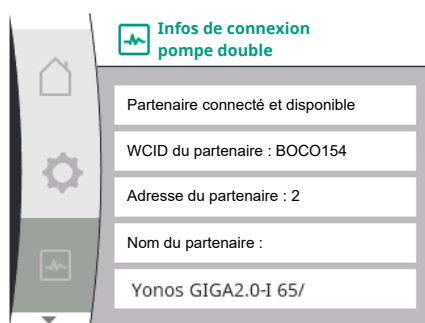 Infos de connexion
pompe double
Partenaire connecté et disponible
WCID du partenaire : BOCO154
Adresse du partenaire : 2
Nom du partenaire :
Yonos GIGA2.0-I 65/